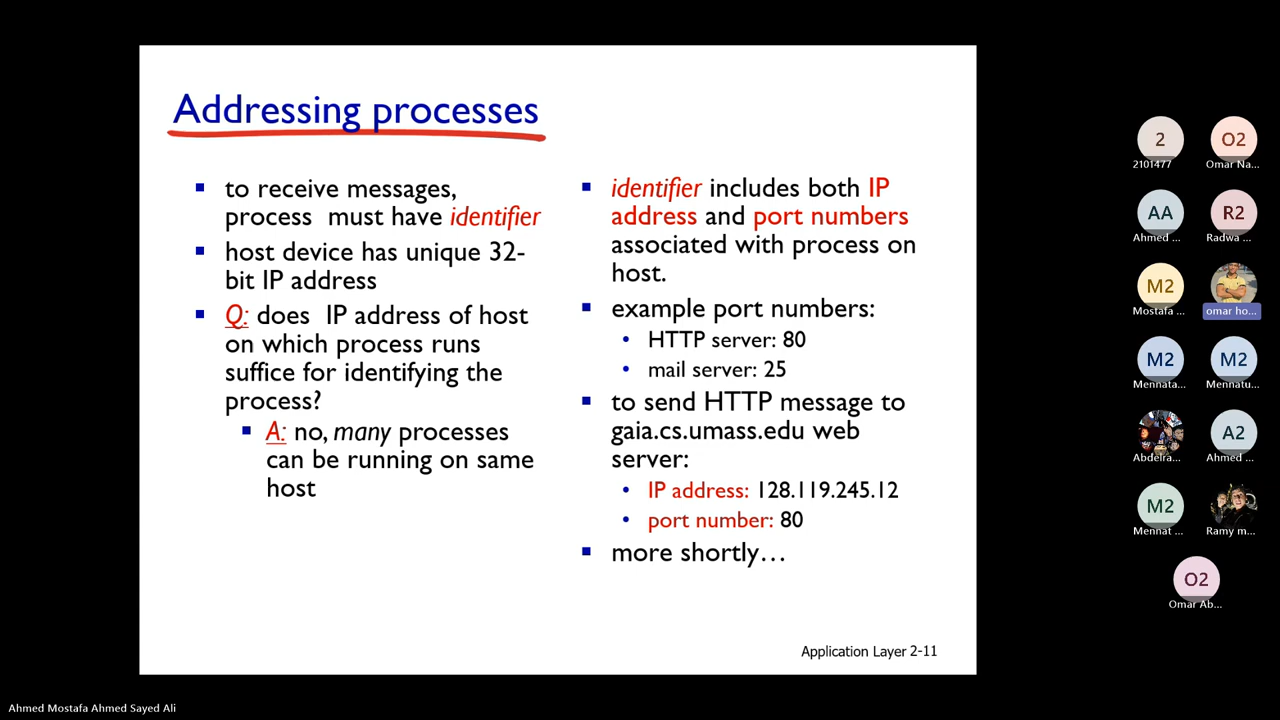 Addressing processes
to receive messages,
process must have identifier
host device has unique 32-
bit IP address
Q: does IP address of host
on which process runs
suffice for identifying the
process?
A: no, many processes
can be running on same
host
identifier includes both IP
address and port numbers
associated with process on
host.
example port numbers:
HTTP server: 80
mail server: 25
to send HTTP message to
gaia.cs.umass.edu web
server:
IP address: 128.119.245.12
port number: 80
more shortly…
Application Layer 2-11
2
2101477
O2
Omar Na...
AA
Ahmed ...
R2
Radwa ...
M2
Mostafa ...
omar ho...
M2
Mennata...
M2
Mennatu...
Abdelra...
A2
Ahmed ...
M2
Mennat ...
Ramy m...
O2
Omar Ab...
Ahmed Mostafa Ahmed Sayed Ali